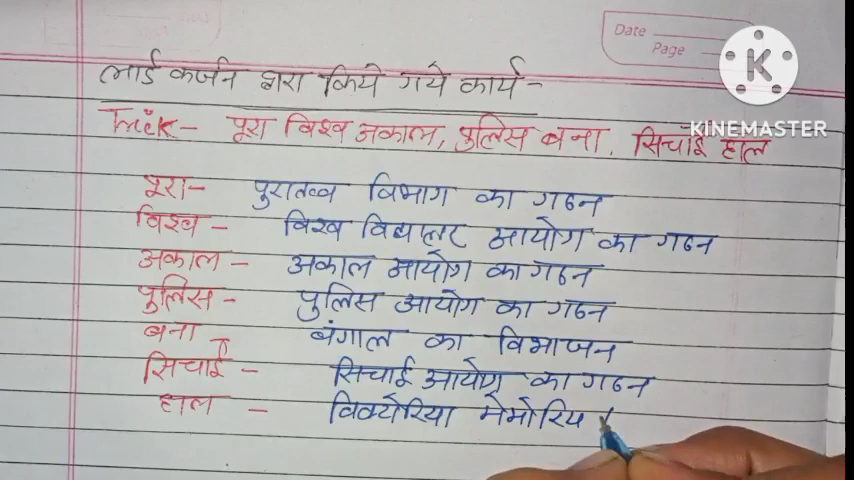 Date
Page
K
KINEMASTER
लार्ड कर्जन द्वारा किये गये कार्य -
Trick - पूरा विश्व अकाल, पुलिस बना, सिचाई हाल
पूरा - पुरातत्व विभाग का गठन
विश्व - विश्व विद्यालय आयोग का गठन
अकाल - अकाल आयोग का गठन
पुलिस - पुलिस आयोग का गठन
बना - बंगाल का विभाजन
सिचाई - सिचाई आयोग का गठन
हाल - विक्टोरिया मेमोरिय